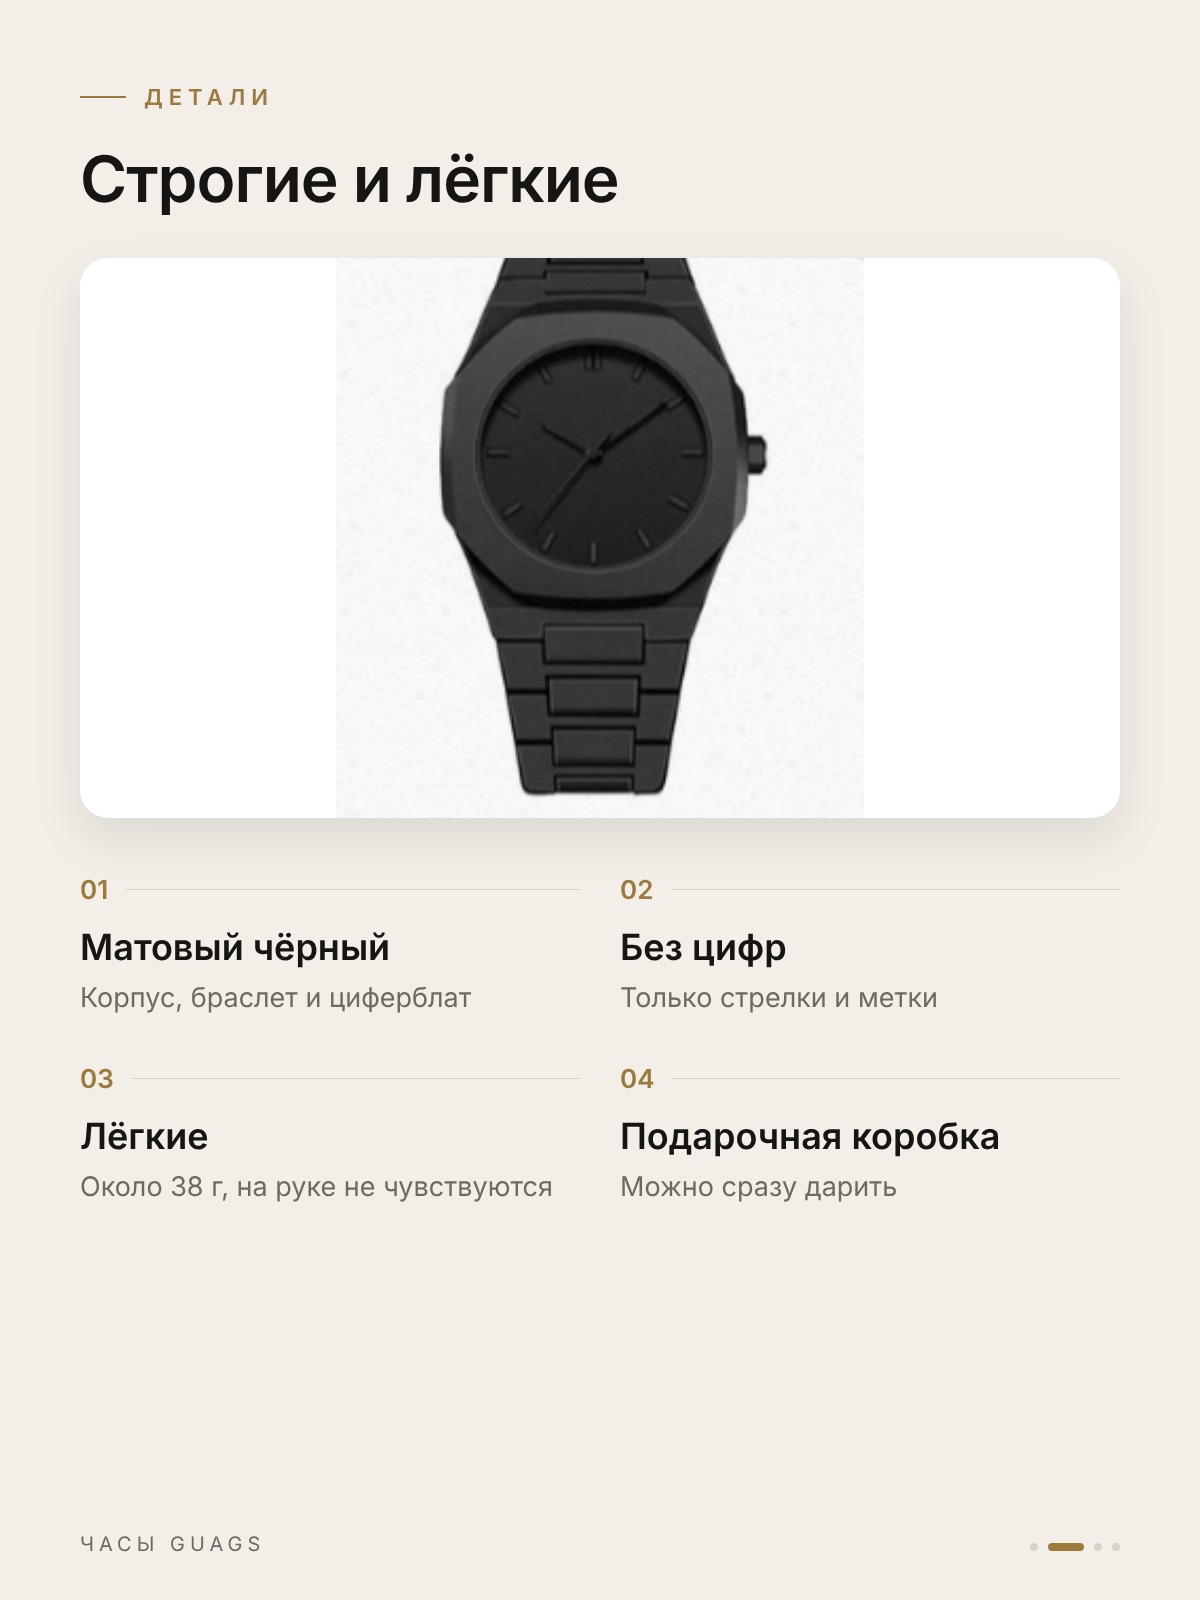 ДЕТАЛИ
Строгие и лёгкие
01
Матовый чёрный
Корпус, браслет и циферблат
02
Без цифр
Только стрелки и метки
03
Лёгкие
Около 38 г, на руке не чувствуются
04
Подарочная коробка
Можно сразу дарить
ЧАСЫ GUAGS